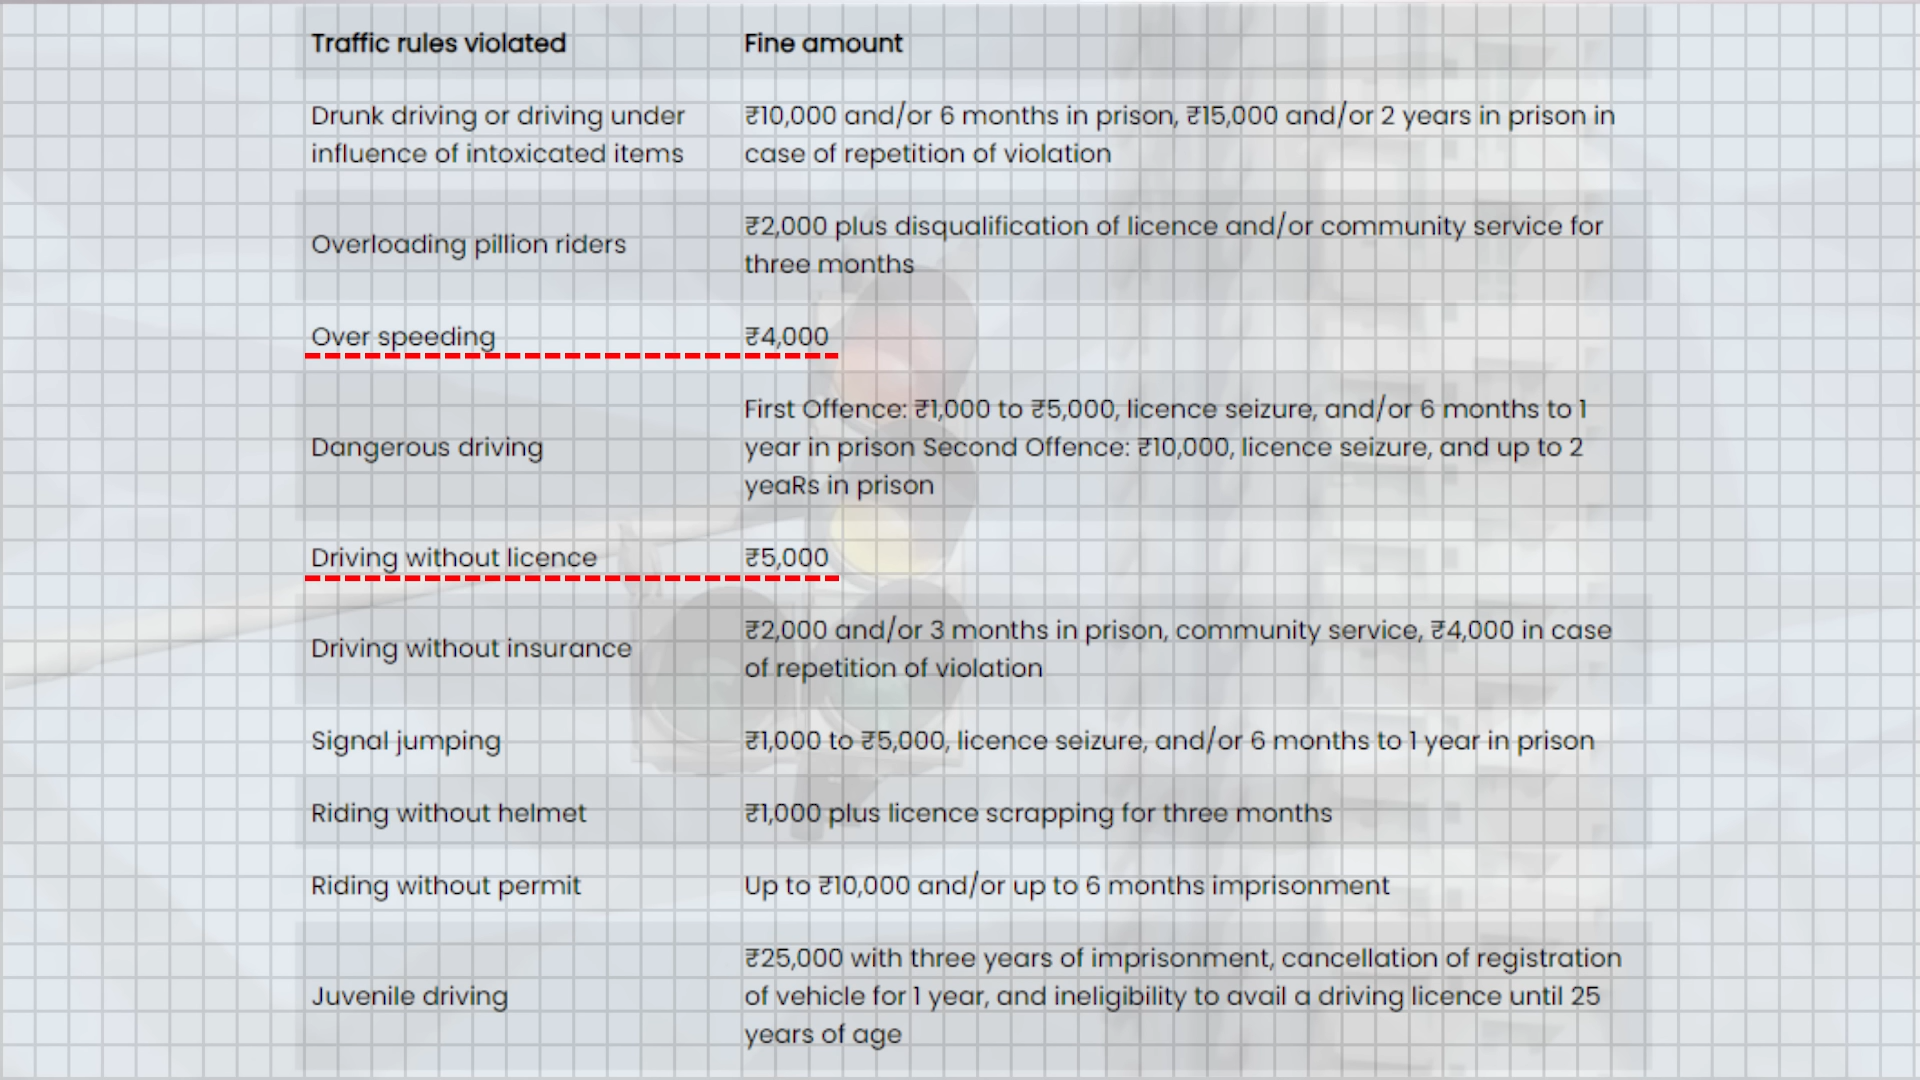 Traffic rules violated Fine amount
Drunk driving or driving under
influence of intoxicated items
₹10,000 and/or 6 months in prison, ₹15,000 and/or 2 years in prison in
case of repetition of violation
Overloading pillion riders
₹2,000 plus disqualification of licence and/or community service for
three months
Over speeding ₹4,000
Dangerous driving
First Offence: ₹1,000 to ₹5,000, licence seizure, and/or 6 months to 1
year in prison Second Offence: ₹10,000, licence seizure, and up to 2
yeaRs in prison
Driving without licence ₹5,000
Driving without insurance
₹2,000 and/or 3 months in prison, community service, ₹4,000 in case
of repetition of violation
Signal jumping ₹1,000 to ₹5,000, licence seizure, and/or 6 months to 1 year in prison
Riding without helmet ₹1,000 plus licence scrapping for three months
Riding without permit Up to ₹10,000 and/or up to 6 months imprisonment
Juvenile driving
₹25,000 with three years of imprisonment, cancellation of registration
of vehicle for 1 year, and ineligibility to avail a driving licence until 25
years of age